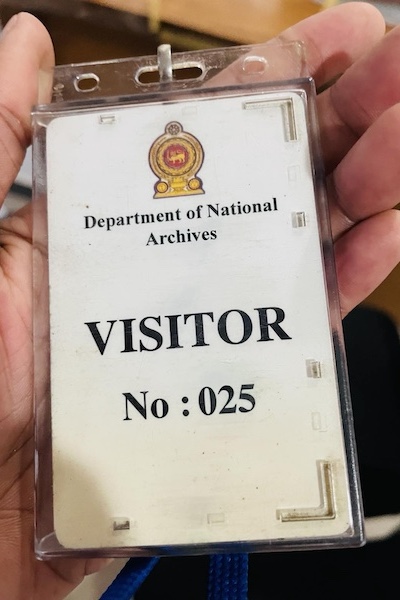 Department of National
Archives
VISITOR
No : 025